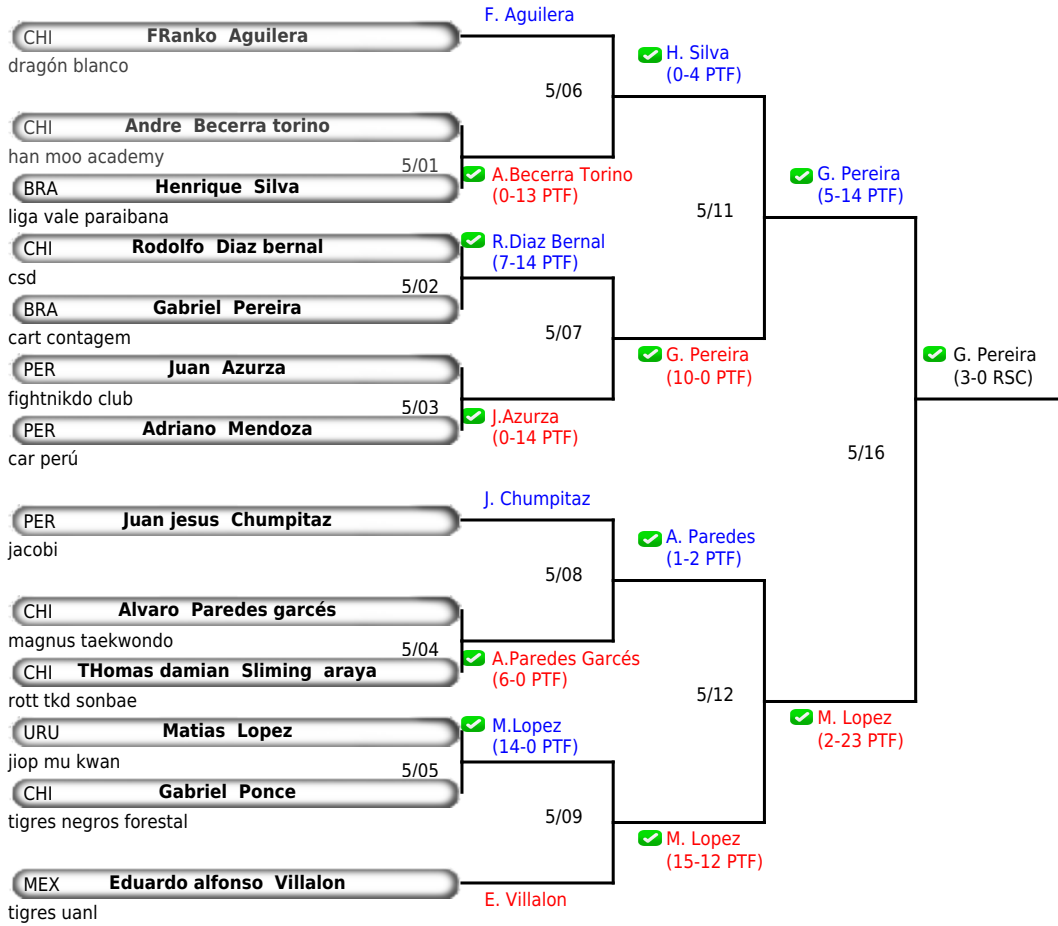 F. Aguilera
CHI FRanko Aguilera
dragón blanco
H. Silva
(0-4 PTF)
5/06
CHI Andre Becerra torino
han moo academy
5/01
A.Becerra Torino
(0-13 PTF)
BRA Henrique Silva
liga vale paraibana
G. Pereira
(5-14 PTF)
5/11
CHI Rodolfo Diaz bernal
csd
R.Diaz Bernal
(7-14 PTF)
5/02
BRA Gabriel Pereira
cart contagem
5/07
G. Pereira
(10-0 PTF)
G. Pereira
(3-0 RSC)
PER Juan Azurza
fightnikdo club
5/03
J.Azurza
(0-14 PTF)
PER Adriano Mendoza
car perú
5/16
J. Chumpitaz
PER Juan jesus Chumpitaz
jacobi
A. Paredes
(1-2 PTF)
5/08
CHI Alvaro Paredes garcés
magnus taekwondo
5/04
A.Paredes Garcés
(6-0 PTF)
CHI THomas damian Sliming araya
rott tkd sonbae
5/12
M. Lopez
(2-23 PTF)
URU Matias Lopez
jiop mu kwan
M.Lopez
(14-0 PTF)
5/05
CHI Gabriel Ponce
tigres negros forestal
5/09
M. Lopez
(15-12 PTF)
MEX Eduardo alfonso Villalon
tigres uanl
E. Villalon